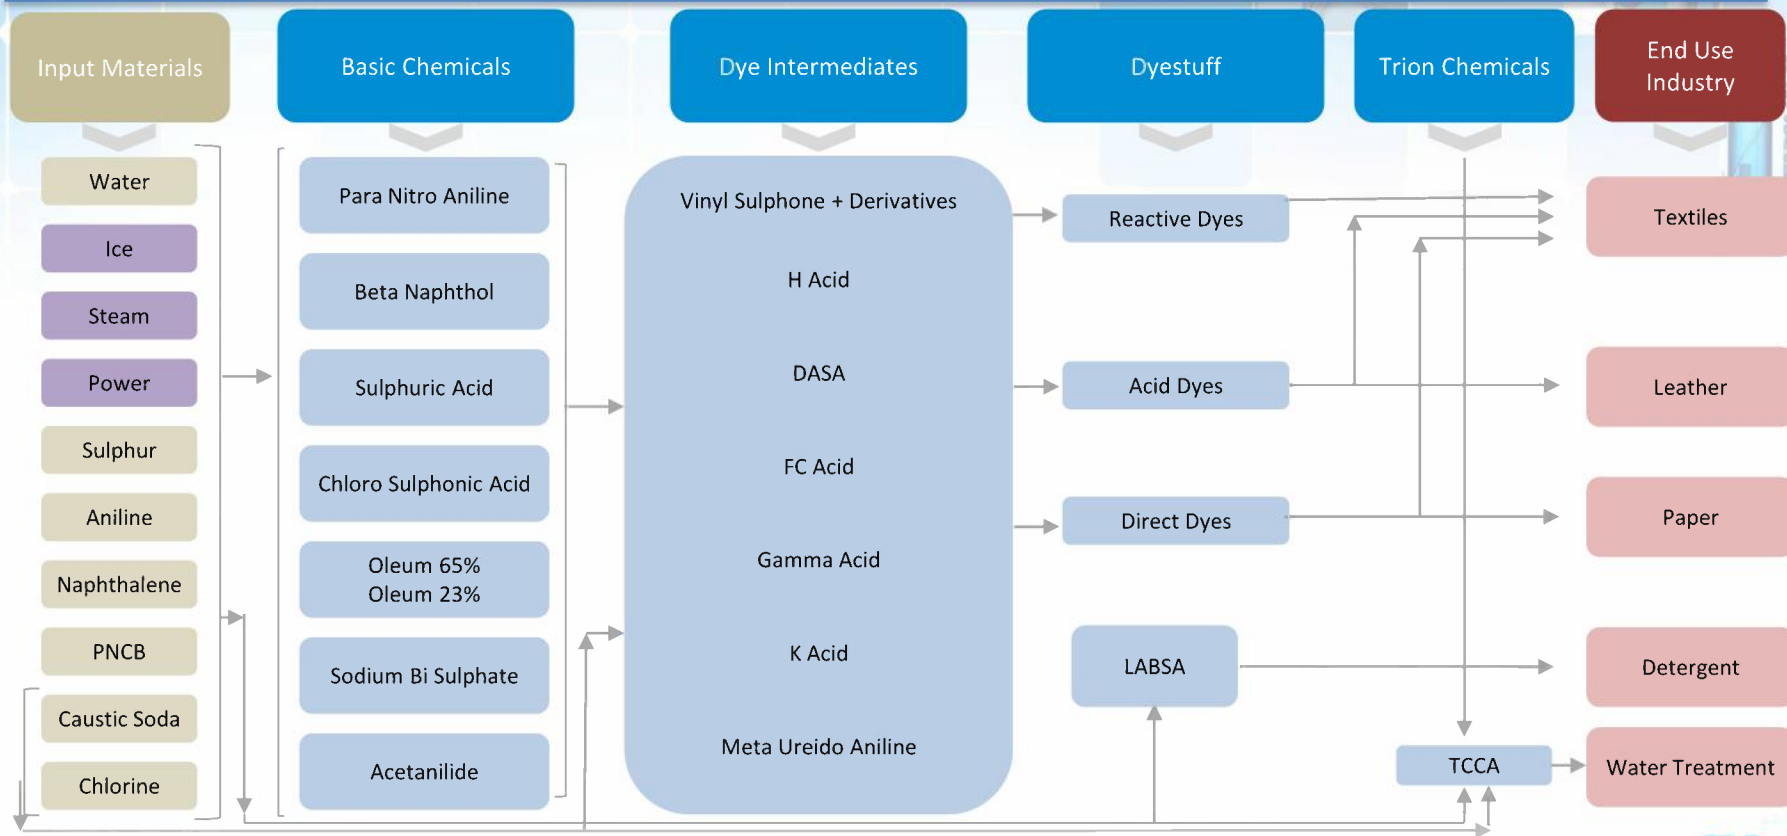 Input Materials
Basic Chemicals
Dye Intermediates
Dyestuff
Trion Chemicals
End Use
Industry
Water
Ice
Steam
Power
Sulphur
Aniline
Naphthalene
PNCB
Caustic Soda
Chlorine
Para Nitro Aniline
Beta Naphthol
Sulphuric Acid
Chloro Sulphonic Acid
Oleum 65%
Oleum 23%
Sodium Bi Sulphate
Acetanilide
Vinyl Sulphone + Derivatives
H Acid
DASA
FC Acid
Gamma Acid
K Acid
Meta Ureido Aniline
Reactive Dyes
Acid Dyes
Direct Dyes
LABSA
TCCA
Textiles
Leather
Paper
Detergent
Water Treatment